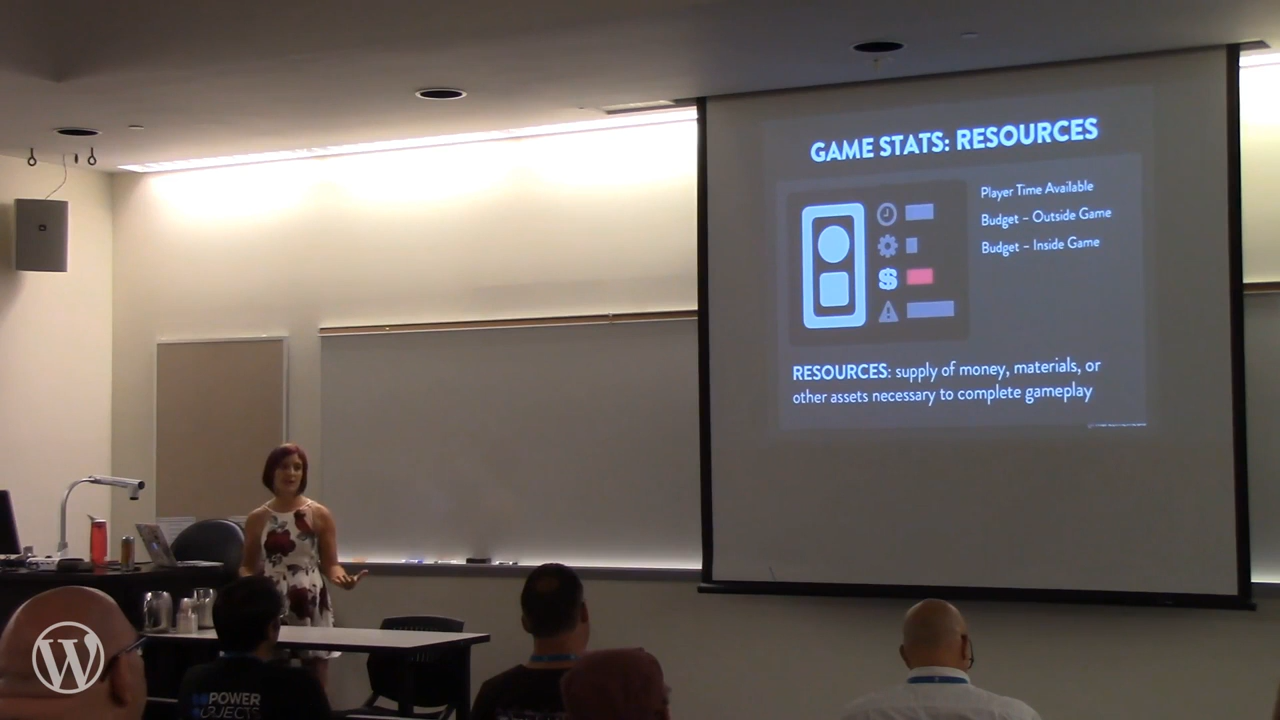 GAME STATS: RESOURCES
Player Time Available
Budget – Outside Game
Budget – Inside Game
$
RESOURCES: supply of money, materials, or
other assets necessary to complete gameplay
POWER
OBJECTS
W